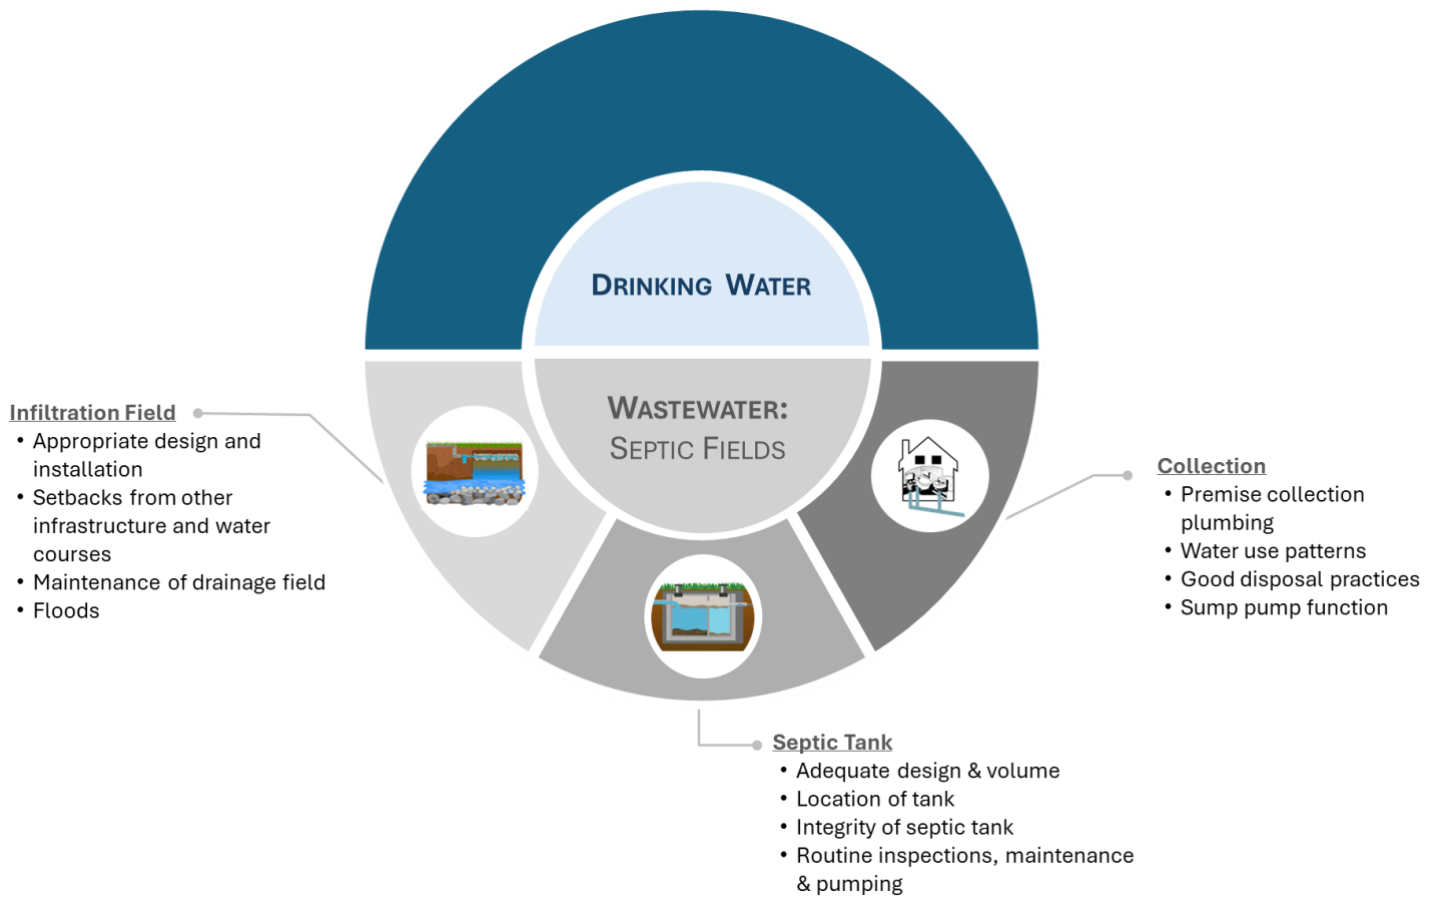 DRINKING WATER
WASTEWATER:
SEPTIC FIELDS
Infiltration Field
• Appropriate design and
installation
• Setbacks from other
infrastructure and water
courses
• Maintenance of drainage field
• Floods
Collection
• Premise collection
plumbing
• Water use patterns
• Good disposal practices
• Sump pump function
Septic Tank
• Adequate design & volume
• Location of tank
• Integrity of septic tank
• Routine inspections, maintenance
& pumping